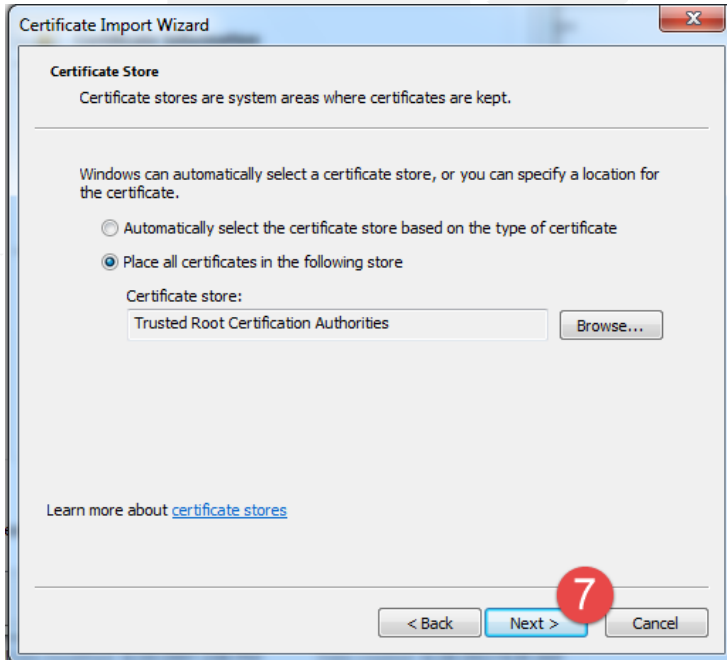 Certificate Import Wizard
Certificate Store
Certificate stores are system areas where certificates are kept.
Windows can automatically select a certificate store, or you can specify a location for
the certificate.
Automatically select the certificate store based on the type of certificate
Place all certificates in the following store
Certificate store:
Trusted Root Certification Authorities
Browse...
Learn more about certificate stores
7
< Back
Next >
Cancel